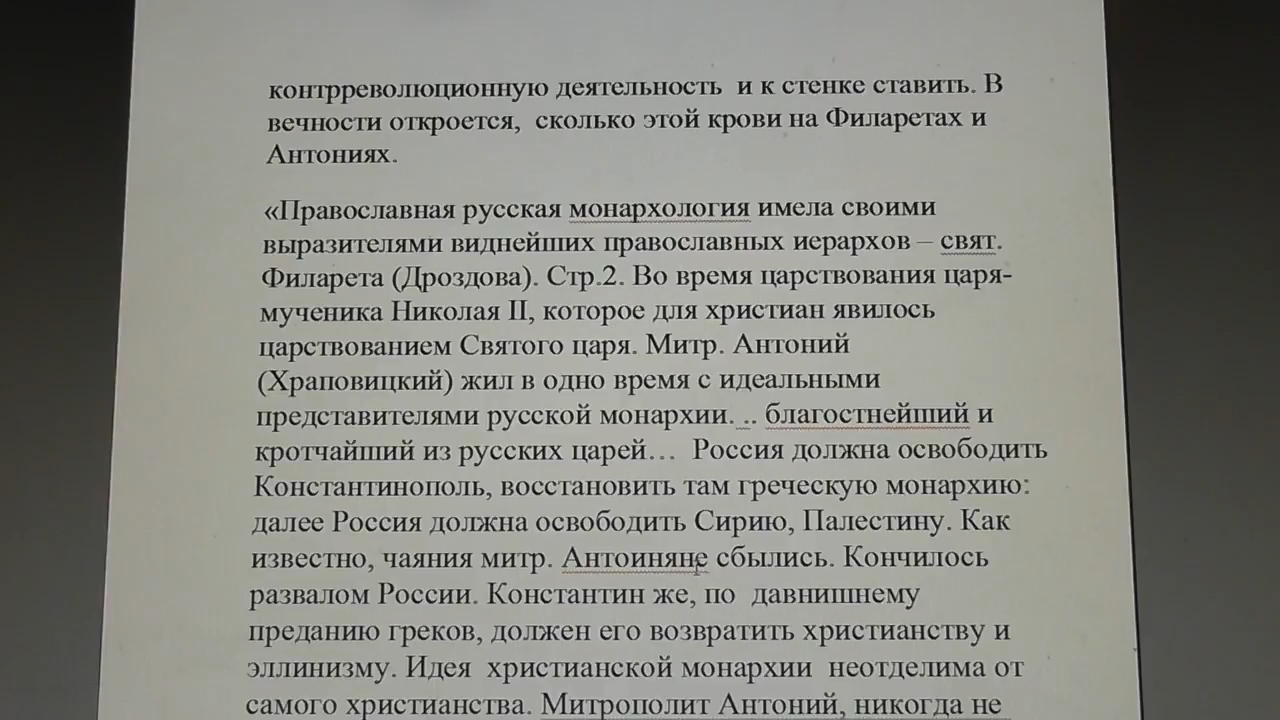 контрреволюционную деятельность и к стенке ставить. В
вечности откроется, сколько этой крови на Филаретах и
Антониях.
«Православная русская монархология имела своими
выразителями виднейших православных иерархов – свят.
Филарета (Дроздова). Стр.2. Во время царствования царя-
мученика Николая II, которое для христиан явилось
царствованием Святого царя. Митр. Антоний
(Храповицкий) жил в одно время с идеальными
представителями русской монархии. .. благостнейший и
кротчайший из русских царей… Россия должна освободить
Константинополь, восстановить там греческую монархию:
далее Россия должна освободить Сирию, Палестину. Как
известно, чаяния митр. Антоиняне сбылись. Кончилось
развалом России. Константин же, по давнишнему
преданию греков, должен его возвратить христианству и
эллинизму. Идея христианской монархии неотделима от
самого христианства. Митрополит Антоний, никогда не